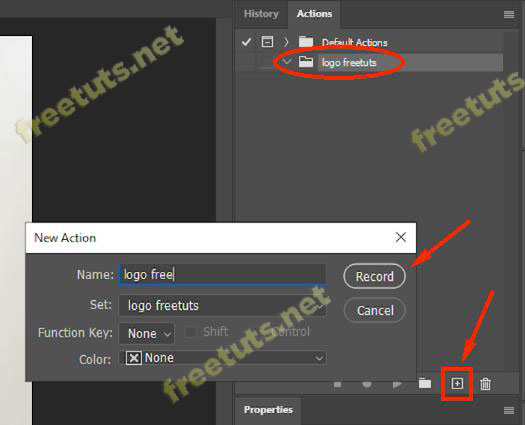 History
Actions
Default Actions
logo freetuts
freetuts.net
freetuts.net
New Action
Name: logo free
Record
Set: logo freetuts
Cancel
Function Key: None
Shift
Control
Color: None
freetuts.net
Properties